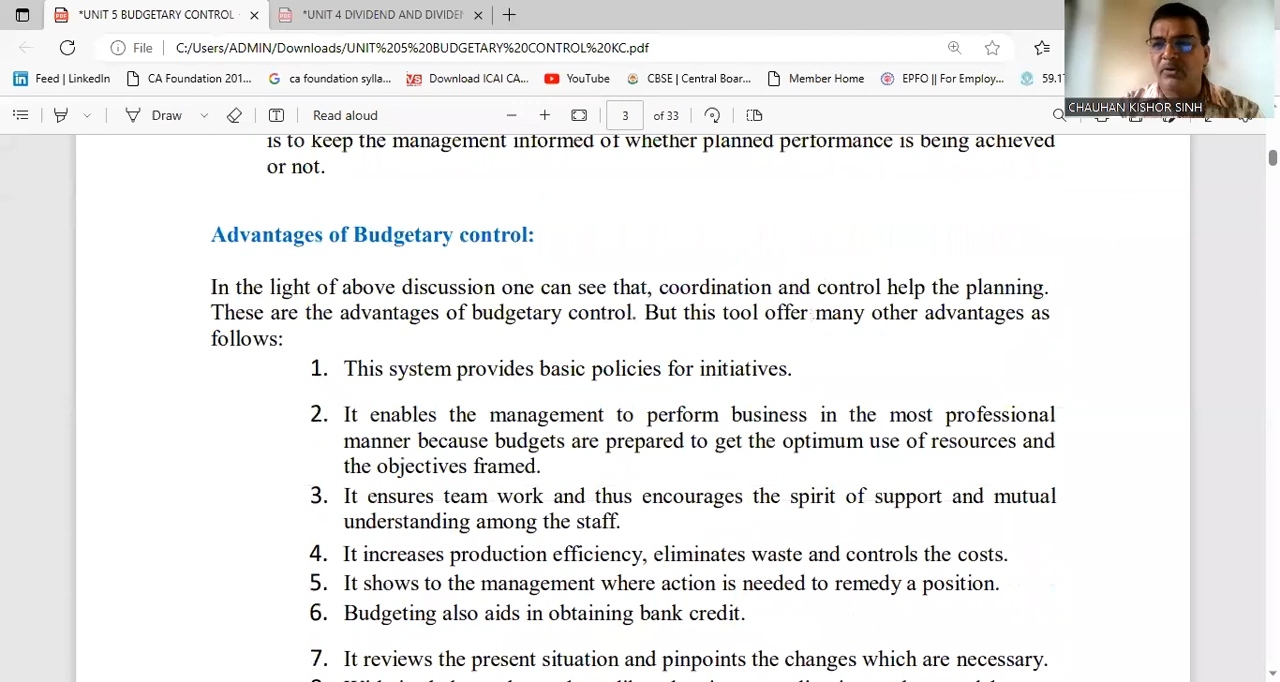 *UNIT 5 BUDGETARY CONTROL
*UNIT 4 DIVIDEND AND DIVIDEN
File
C:/Users/ADMIN/Downloads/UNIT%205%20BUDGETARY%20CONTROL%20KC.pdf
Feed | LinkedIn
CA Foundation 201...
ca foundation sylla...
Download ICAI CA...
YouTube
CBSE | Central Boar...
Member Home
EPFO || For Employ...
59.1
CHAUHAN KISHOR SINH
Draw
Read aloud
3 of 33
is to keep the management informed of whether planned performance is being achieved
or not.
Advantages of Budgetary control:
In the light of above discussion one can see that, coordination and control help the planning.
These are the advantages of budgetary control. But this tool offer many other advantages as
follows:
1. This system provides basic policies for initiatives.
2. It enables the management to perform business in the most professional
manner because budgets are prepared to get the optimum use of resources and
the objectives framed.
3. It ensures team work and thus encourages the spirit of support and mutual
understanding among the staff.
4. It increases production efficiency, eliminates waste and controls the costs.
5. It shows to the management where action is needed to remedy a position.
6. Budgeting also aids in obtaining bank credit.
7. It reviews the present situation and pinpoints the changes which are necessary.